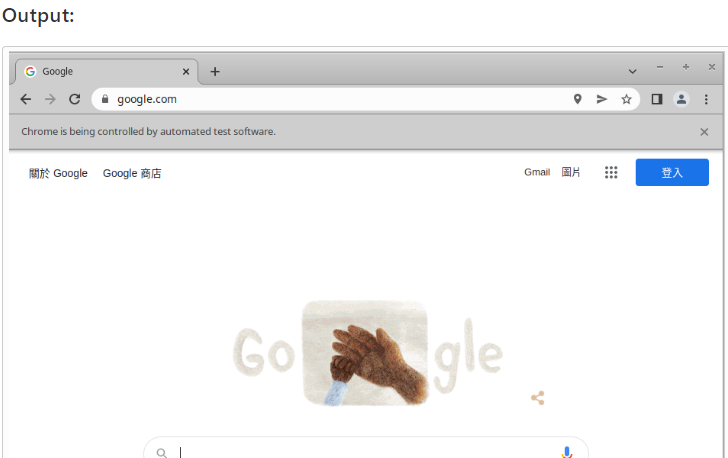 Output:
Google
google.com
Chrome is being controlled by automated test software.
關於 Google Google 商店 Gmail 圖片 登入
Google